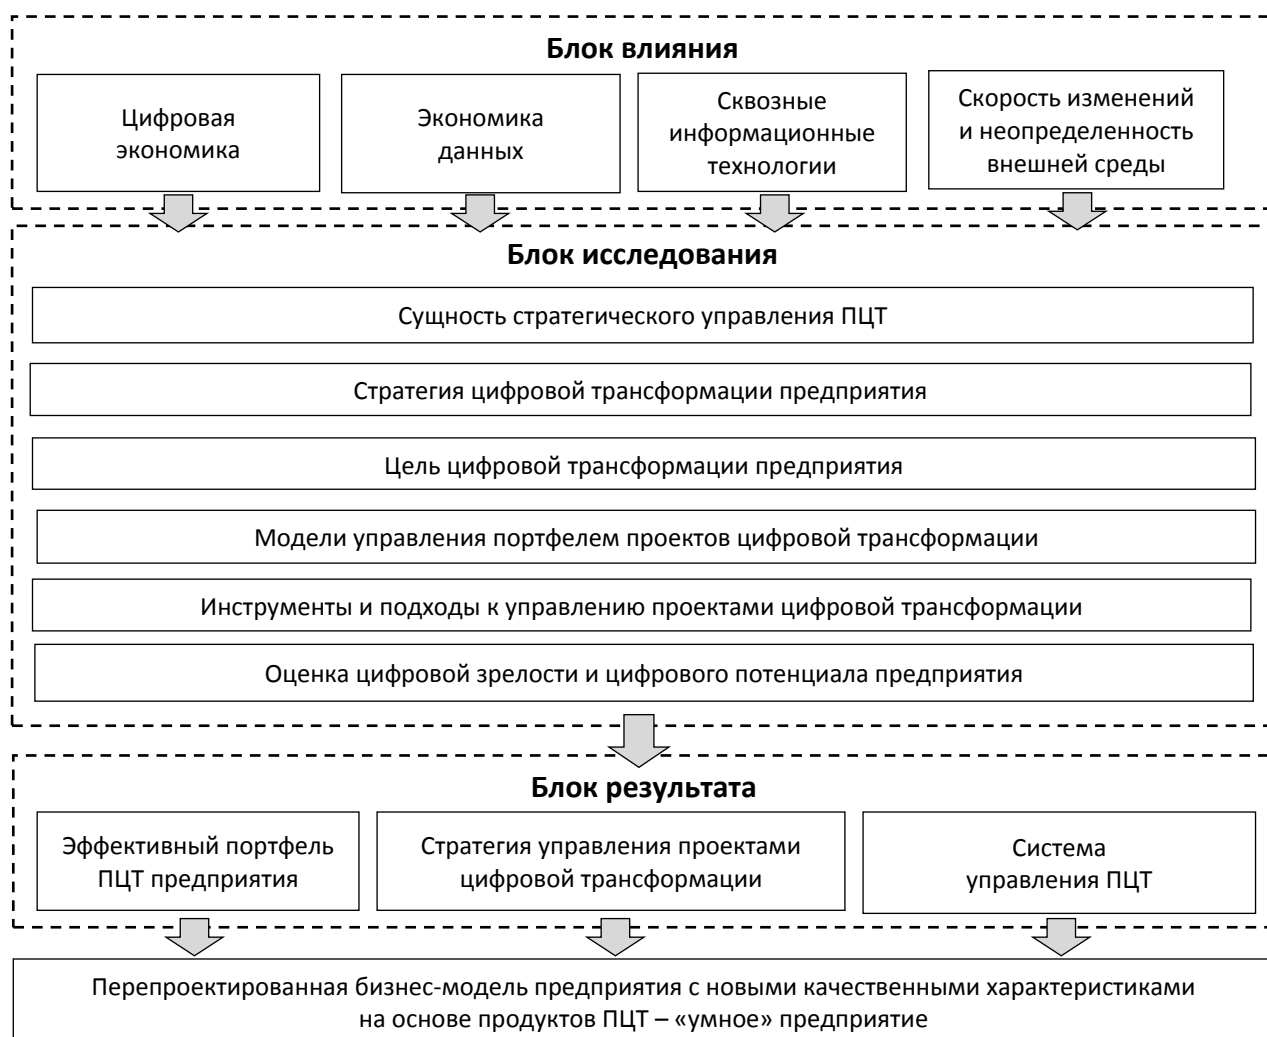 Блок влияния
Цифровая
экономика
Экономика
данных
Сквозные
информационные
технологии
Скорость изменений
и неопределенность
внешней среды
Блок исследования
Сущность стратегического управления ПЦТ
Стратегия цифровой трансформации предприятия
Цель цифровой трансформации предприятия
Модели управления портфелем проектов цифровой трансформации
Инструменты и подходы к управлению проектами цифровой трансформации
Оценка цифровой зрелости и цифрового потенциала предприятия
Блок результата
Эффективный портфель
ПЦТ предприятия
Стратегия управления проектами
цифровой трансформации
Система
управления ПЦТ
Перепроектированная бизнес-модель предприятия с новыми качественными характеристиками
на основе продуктов ПЦТ – «умное» предприятие